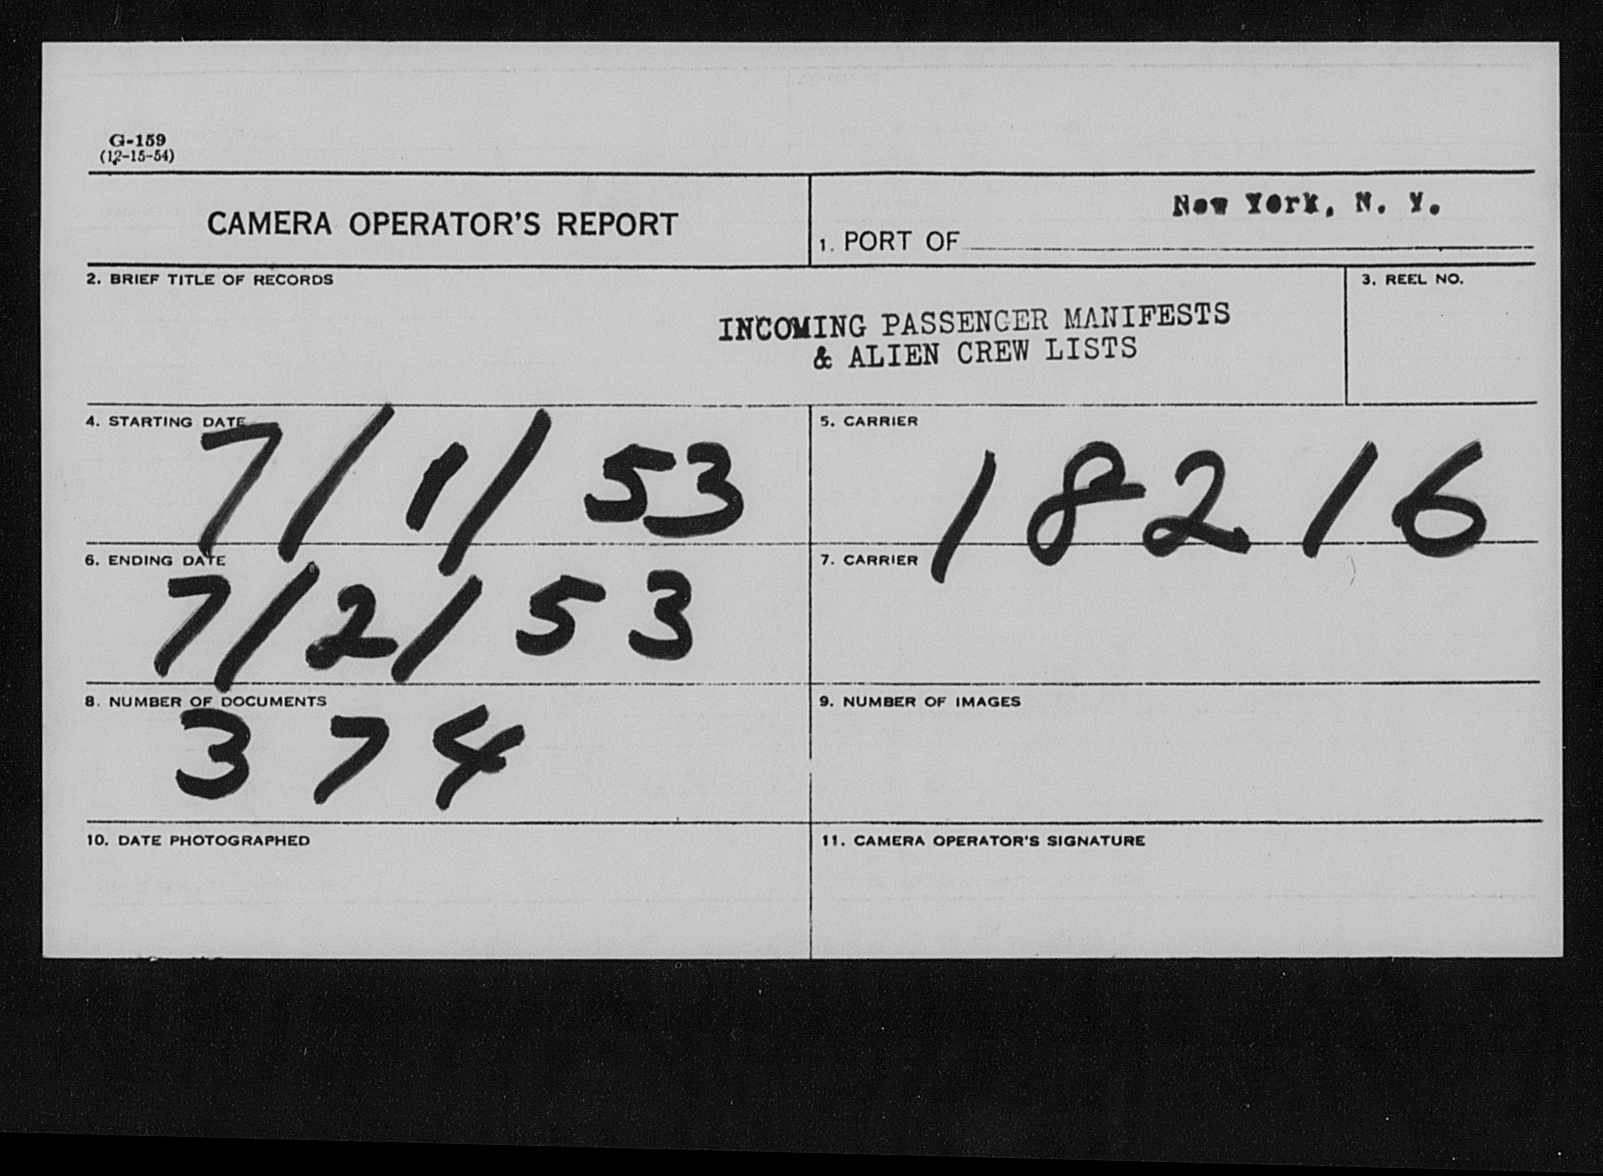 G-159
(12-15-54)
CAMERA OPERATOR'S REPORT
New York, N. Y.
1. PORT OF
2. BRIEF TITLE OF RECORDS
3. REEL NO.
INCOMING PASSENGER MANIFESTS
& ALIEN CREW LISTS
4. STARTING DATE
7/1/53
5. CARRIER
18216
6. ENDING DATE
7/2/53
7. CARRIER
8. NUMBER OF DOCUMENTS
374
9. NUMBER OF IMAGES
10. DATE PHOTOGRAPHED
11. CAMERA OPERATOR'S SIGNATURE